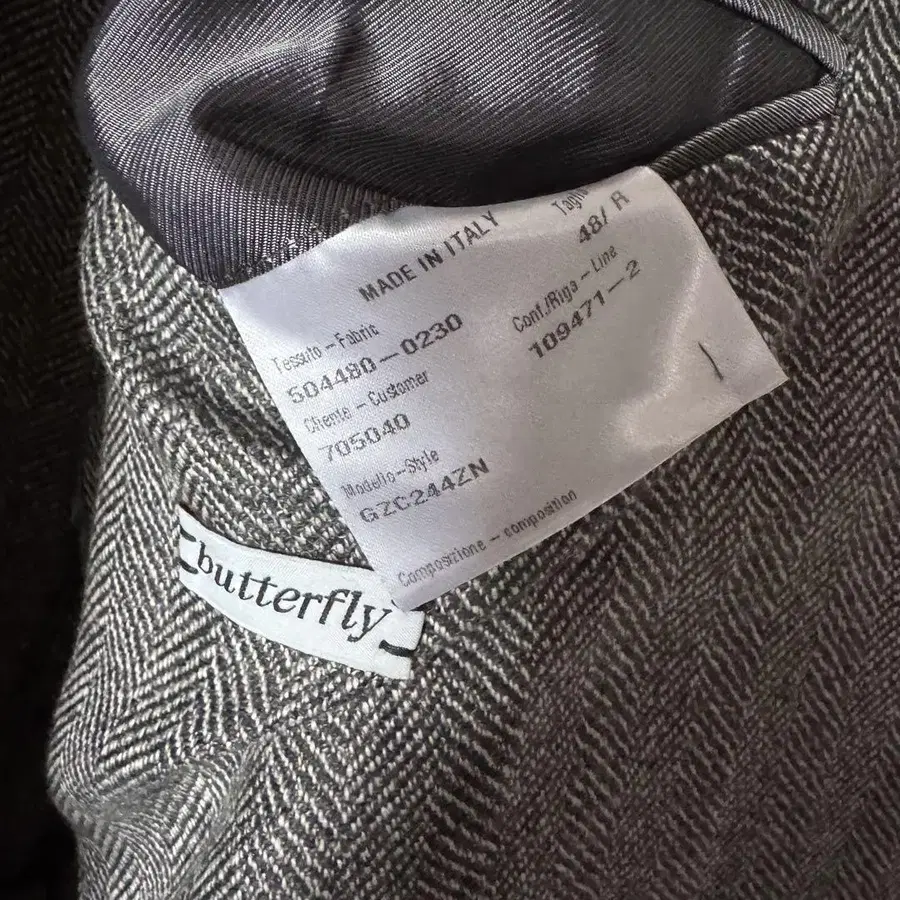 MADE IN ITALY
Tessuto - Fabric
504480-0230
Cliente - Customer
705040
Modello-Style
GZC244ZN
Composizione - composition
48/ R
Conf./Riga - Line
109471-2
butterfly